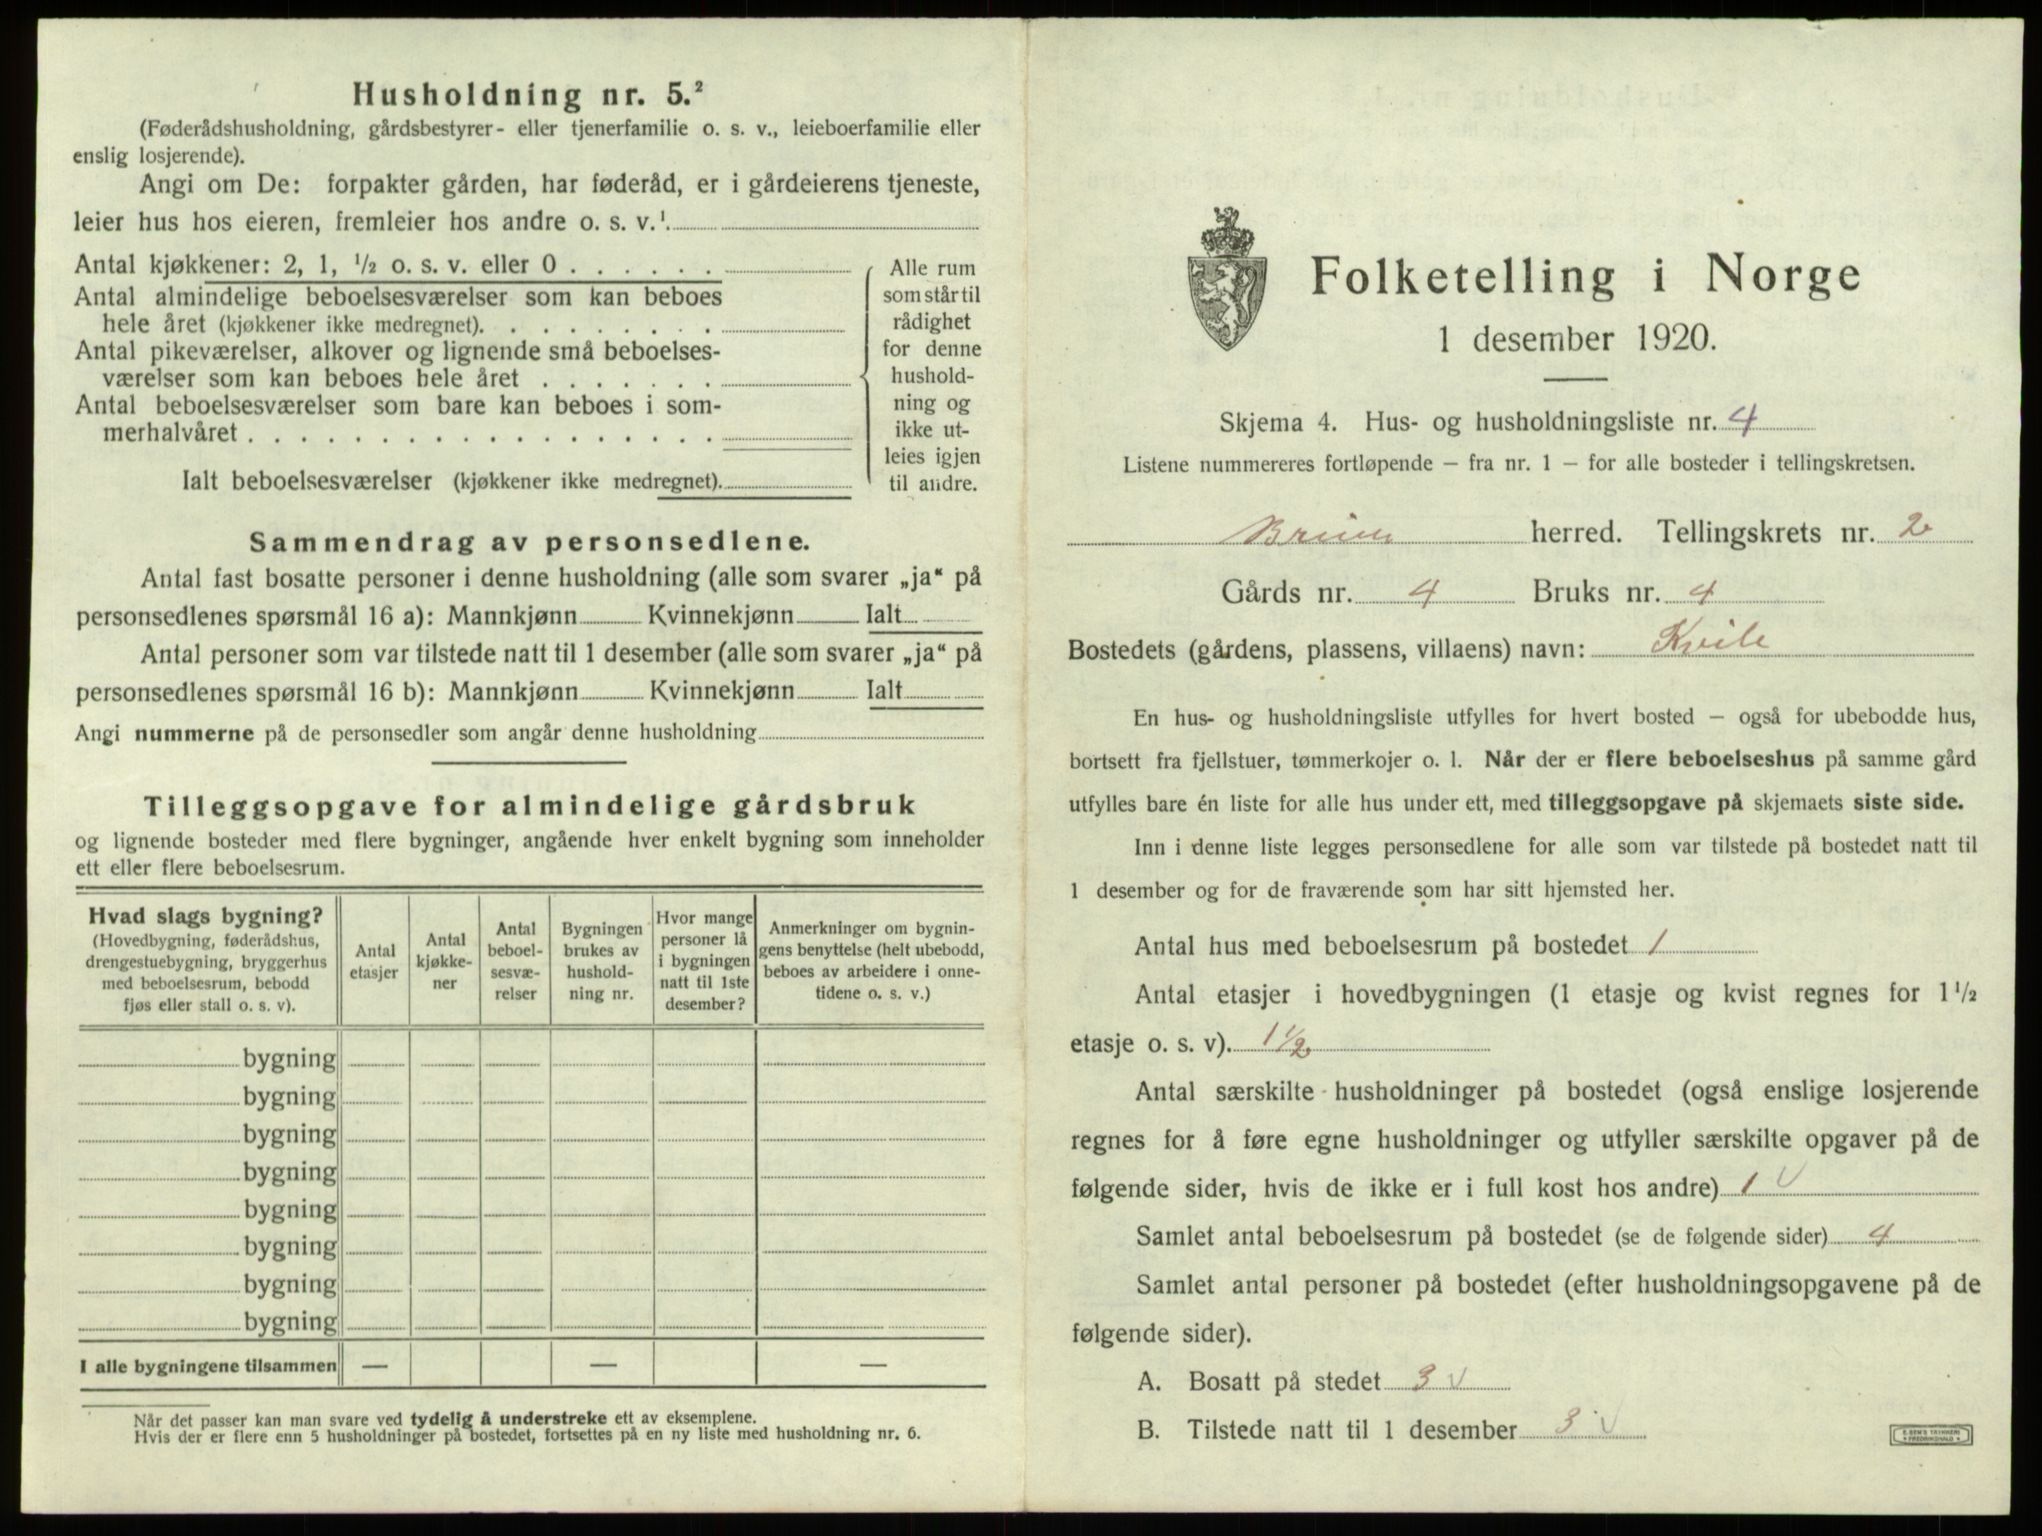 Husholdning nr. 5.²
(Føderådshusholdning, gårdsbestyrer- eller tjenerfamilie o. s. v., leieboerfamilie eller
enslig losjerende).
Angi om De: forpakter gården, har føderåd, er i gårdeierens tjeneste,
leier hus hos eieren, fremleier hos andre o. s. v.¹
Antal kjøkkener: 2, 1, ½ o. s. v. eller 0 . . . . . .
Antal almindelige beboelsesværelser som kan beboes
hele året (kjøkkener ikke medregnet). . . . . . . . .
Antal pikeværelser, alkover og lignende små beboelses-
værelser som kan beboes hele året . . . . . . .
Antal beboelsesværelser som bare kan beboes i som-
merhalvåret . . . . . . . . . . . . . . . . . .
Ialt beboelsesværelser (kjøkkener ikke medregnet)
Alle rum
som står til
rådighet
for denne
hushold-
ning og
ikke ut-
leies igjen
til andre.
Sammendrag av personsedlene.
Antal fast bosatte personer i denne husholdning (alle som svarer „ja“ på
personsedlenes spørsmål 16 a): Mannkjønn Kvinnekjønn Ialt
Antal personer som var tilstede natt til 1 desember (alle som svarer „ja“ på
personsedlenes spørsmål 16 b): Mannkjønn Kvinnekjønn Ialt
Angi nummerne på de personsedler som angår denne husholdning
Tilleggsopgave for almindelige gårdsbruk
og lignende bosteder med flere bygninger, angående hver enkelt bygning som inneholder
ett eller flere beboelsesrum.
Hvad slags bygning?
(Hovedbygning, føderådshus,
drengestuebygning, bryggerhus
med beboelsesrum, bebodd
fjøs eller stall o. s. v).
Antal
etasjer
Antal
kjøkke-
ner
Antal
beboel-
sesvæ-
relser
Bygningen
brukes av
hushold-
ning nr.
Hvor mange
personer lå
i bygningen
natt til 1ste
desember?
Anmerkninger om bygnin-
gens benyttelse (helt ubebodd,
beboes av arbeidere i onne-
tidene o. s. v.)
bygning
bygning
bygning
bygning
bygning
bygning
bygning
bygning
I alle bygningene tilsammen — — —
Når det passer kan man svare ved tydelig å understreke ett av eksemplene.
Hvis der er flere enn 5 husholdninger på bostedet, fortsettes på en ny liste med husholdning nr. 6.
Folketelling i Norge
1 desember 1920.
Skjema 4. Hus- og husholdningsliste nr. 4
Listene nummereres fortløpende — fra nr. 1 — for alle bosteder i tellingskretsen.
herred. Tellingskrets nr. 2
Gårds nr. 4 Bruks nr. 4
Bostedets (gårdens, plassens, villaens) navn: Kvile
En hus- og husholdningsliste utfylles for hvert bosted — også for ubebodde hus,
bortsett fra fjellstuer, tømmerkojer o. l. Når der er flere beboelseshus på samme gård
utfylles bare én liste for alle hus under ett, med tilleggsopgave på skjemaets siste side.
Inn i denne liste legges personsedlene for alle som var tilstede på bostedet natt til
1 desember og for de fraværende som har sitt hjemsted her.
Antal hus med beboelsesrum på bostedet 1
Antal etasjer i hovedbygningen (1 etasje og kvist regnes for 1½
etasje o. s. v). 1½
Antal særskilte husholdninger på bostedet (også enslige losjerende
regnes for å føre egne husholdninger og utfyller særskilte opgaver på de
følgende sider, hvis de ikke er i full kost hos andre) 1 V
Samlet antal beboelsesrum på bostedet (se de følgende sider) 4
Samlet antal personer på bostedet (efter husholdningsopgavene på de
følgende sider).
A. Bosatt på stedet 3 V
B. Tilstede natt til 1 desember 3 V